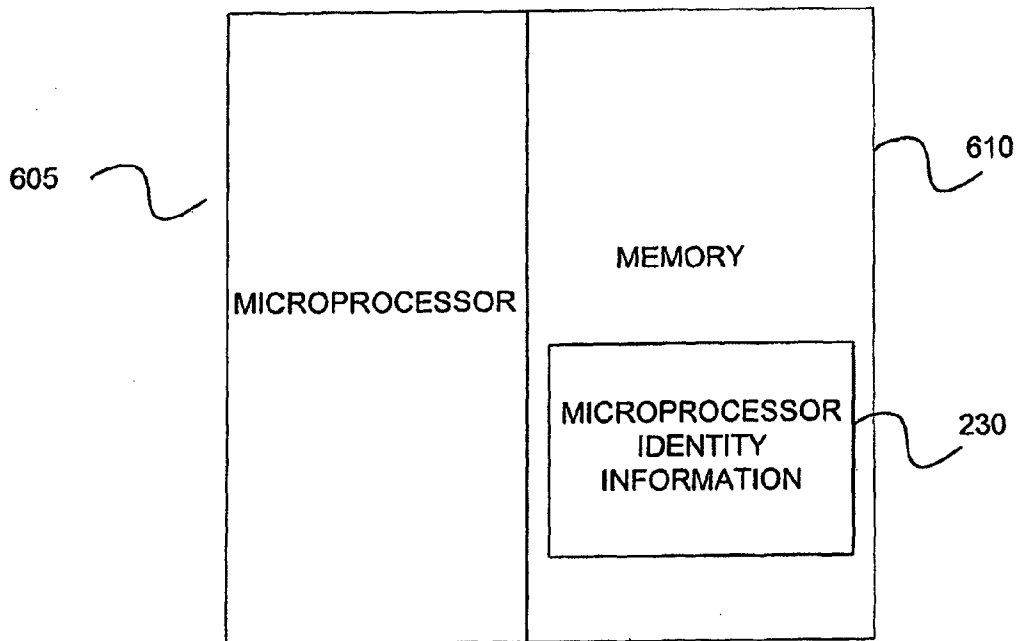 610
605
MEMORY
MICROPROCESSOR
MICROPROCESSOR
IDENTITY
INFORMATION
230